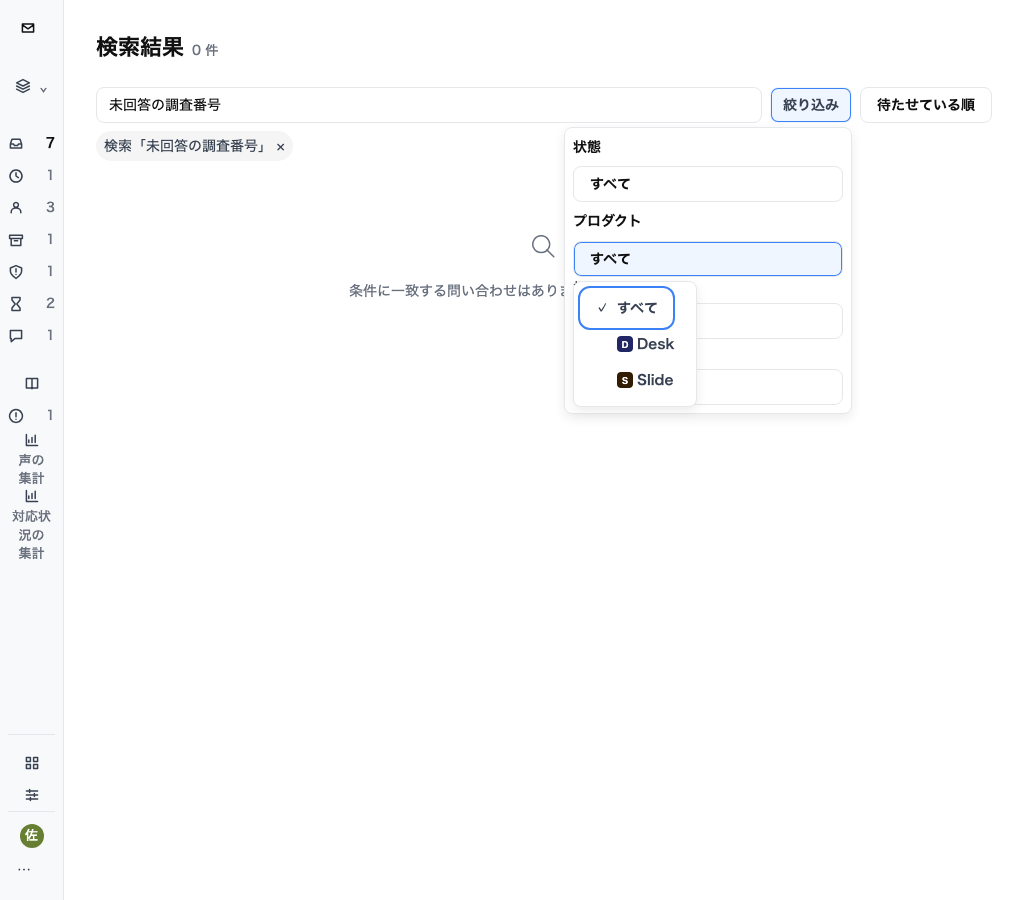 検索結果 0 件
未回答の調査番号
絞り込み
待たせている順
検索「未回答の調査番号」 ×
状態
すべて
プロダクト
すべて
✓ すべて
D Desk
S Slide
条件に一致する問い合わせはありま
7
1
3
1
1
2
1
1
声の
集計
対応状
況の
集計
佐
…